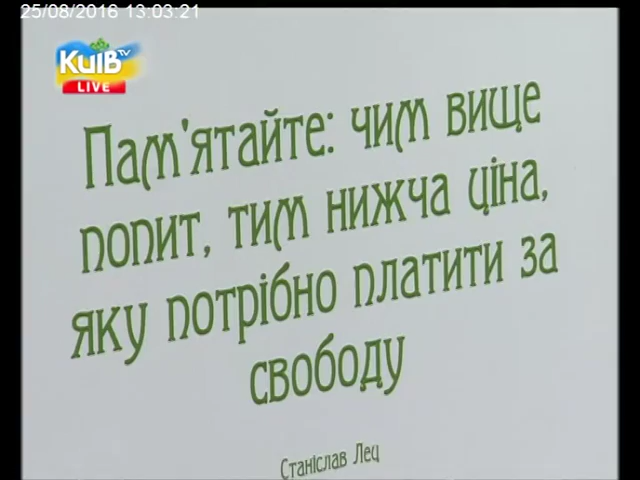 25/08/2016 13:03:21
КИЇВ TV
LIVE
Пам'ятайте: чим вище
попит, тим нижча ціна,
яку потрібно платити за
свободу
Станіслав Лец